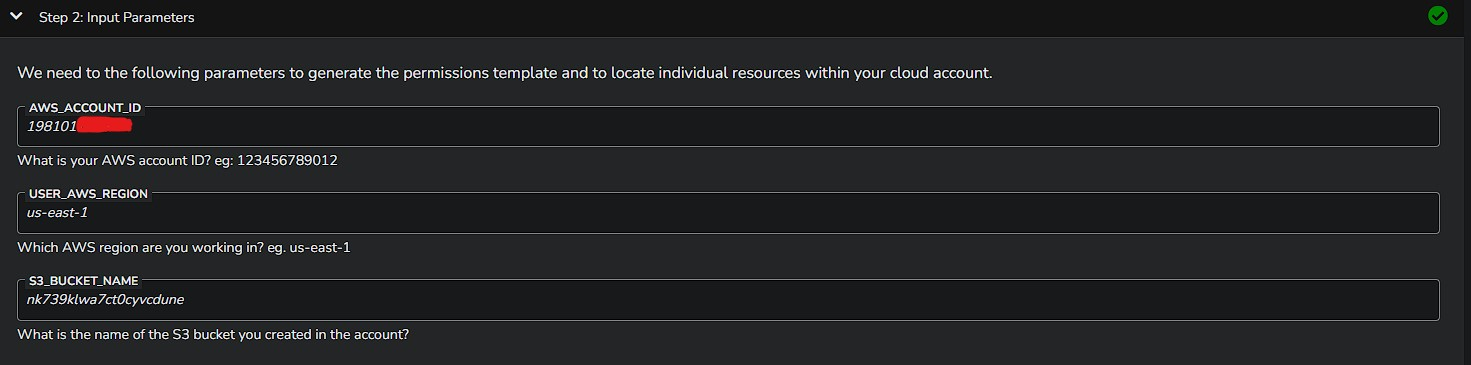 Step 2: Input Parameters
We need to the following parameters to generate the permissions template and to locate individual resources within your cloud account.
AWS_ACCOUNT_ID
198101
What is your AWS account ID? eg: 123456789012
USER_AWS_REGION
us-east-1
Which AWS region are you working in? eg. us-east-1
S3_BUCKET_NAME
nk739klwa7ct0cyvcdune
What is the name of the S3 bucket you created in the account?